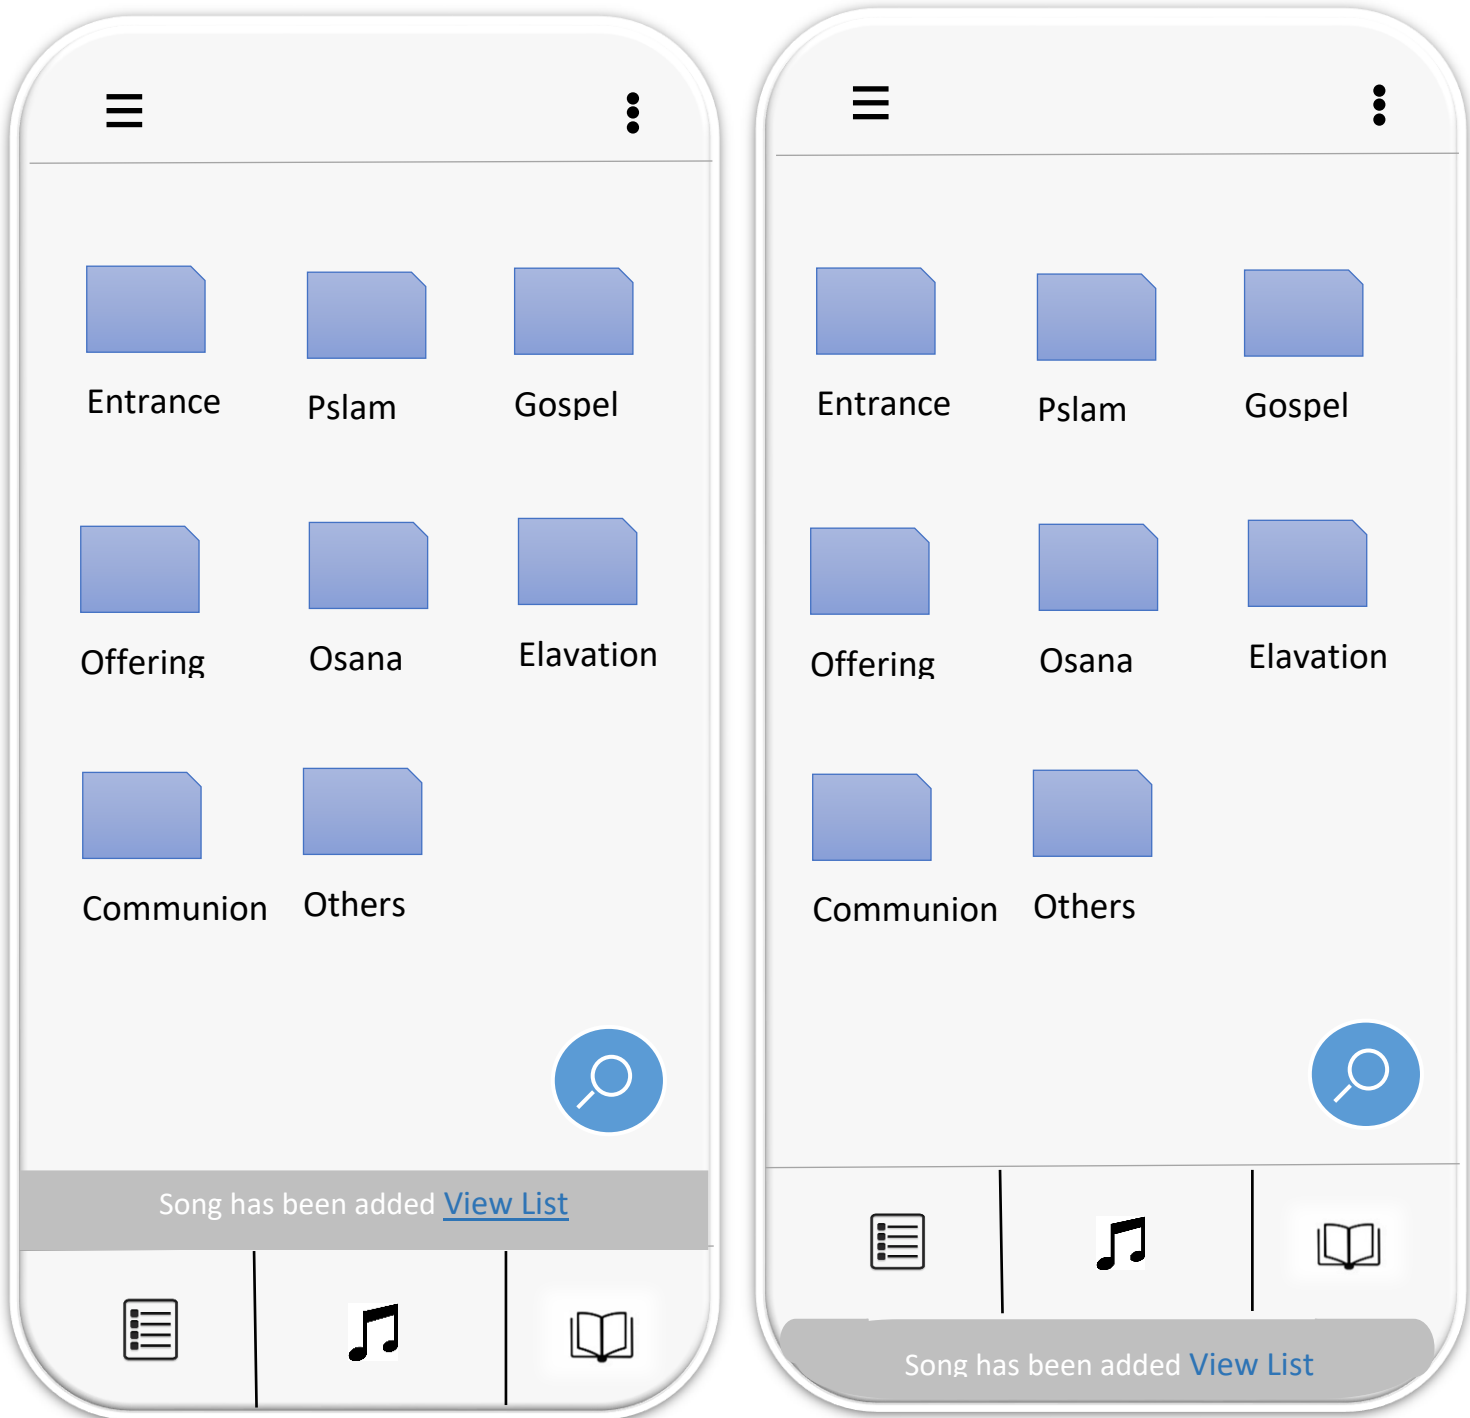 Entrance Pslam Gospel
Offering Osana Elavation
Communion Others
Song has been added View List
Entrance Pslam Gospel
Offering Osana Elavation
Communion Others
Song has been added View List